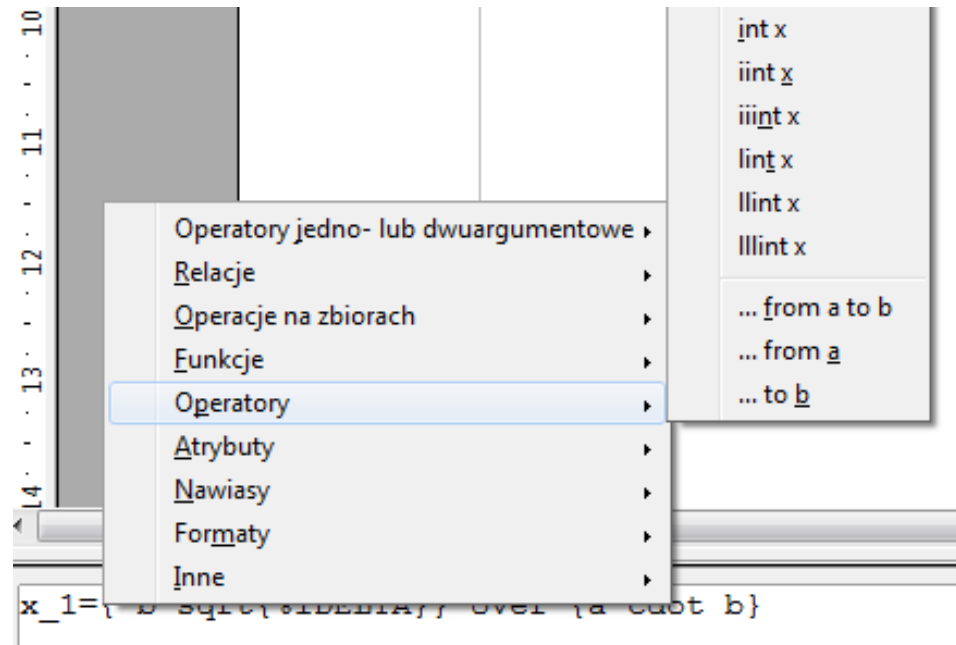 10
11
12
13
14
int x
iint x
iiint x
lint x
llint x
lllint x
... from a to b
... from a
... to b
Operatory jedno- lub dwuargumentowe
Relacje
Operacje na zbiorach
Funkcje
Operatory
Atrybuty
Nawiasy
Formaty
Inne
x_1={ b sqrt{ }} over {a cdot b}